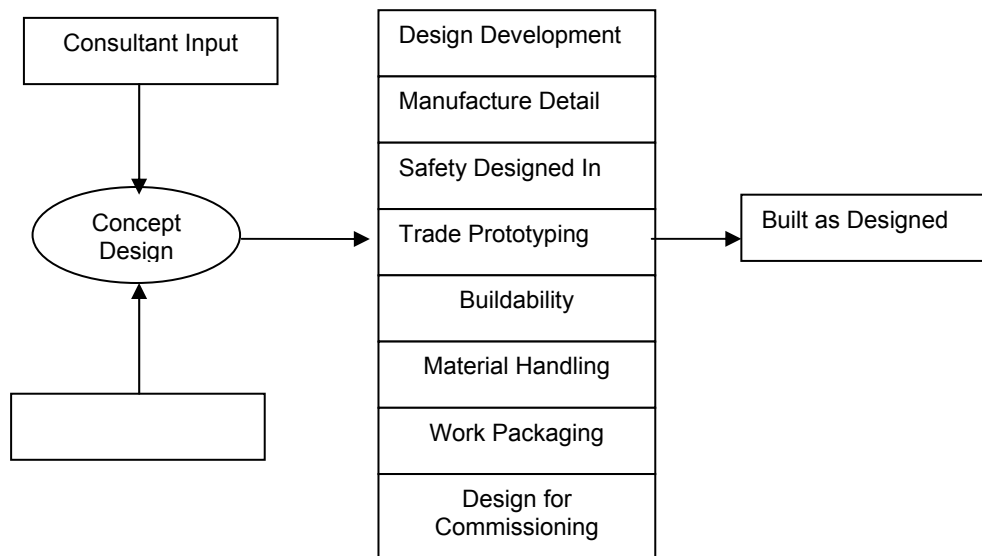 Consultant Input
Concept
Design
Design Development
Manufacture Detail
Safety Designed In
Trade Prototyping
Buildability
Material Handling
Work Packaging
Design for
Commissioning
Built as Designed